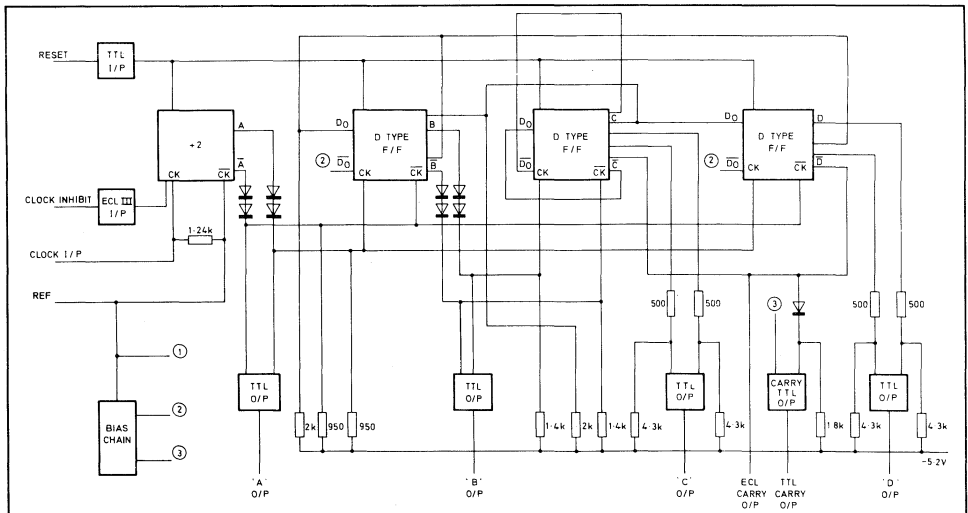 RESET
TTL
I/P
÷2
A
A̅
CK
C̅K̅
CLOCK INHIBIT
ECL III
I/P
1·24k
CLOCK I/P
REF
①
BIAS
CHAIN
②
③
D TYPE
F/F
DO
D̅O̅
②
CK
C̅K̅
B
B̅
D TYPE
F/F
DO
D̅O̅
CK
C̅K̅
C
C̅
D TYPE
F/F
DO
D̅O̅
②
CK
C̅K̅
D
D̅
500
500
③
500
500
TTL
O/P
TTL
O/P
TTL
O/P
CARRY
TTL
O/P
TTL
O/P
2k
950
950
1·4k
2k
1·4k
4·3k
4·3k
1·8k
4·3k
4·3k
-5·2V
'A'
O/P
'B'
O/P
'C'
O/P
ECL
CARRY
O/P
TTL
CARRY
O/P
'D'
O/P